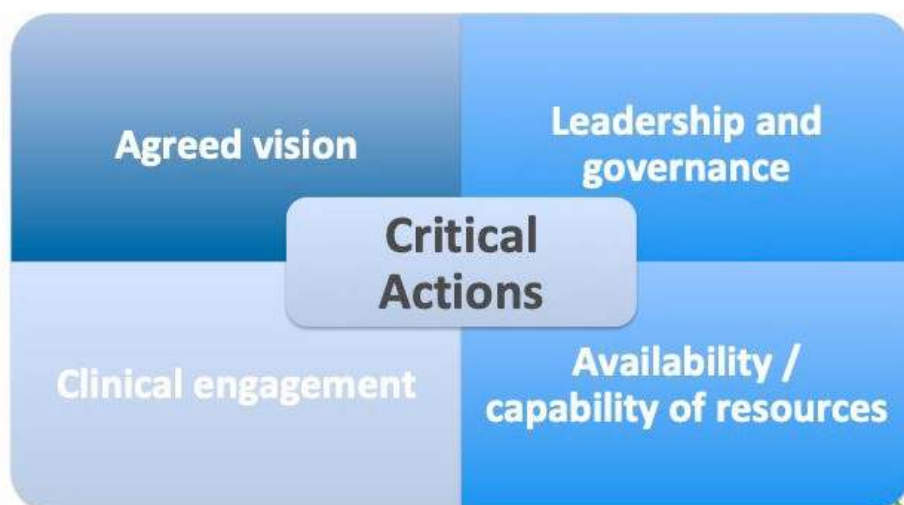 Agreed vision
Leadership and
governance
Critical
Actions
Clinical engagement
Availability /
capability of resources